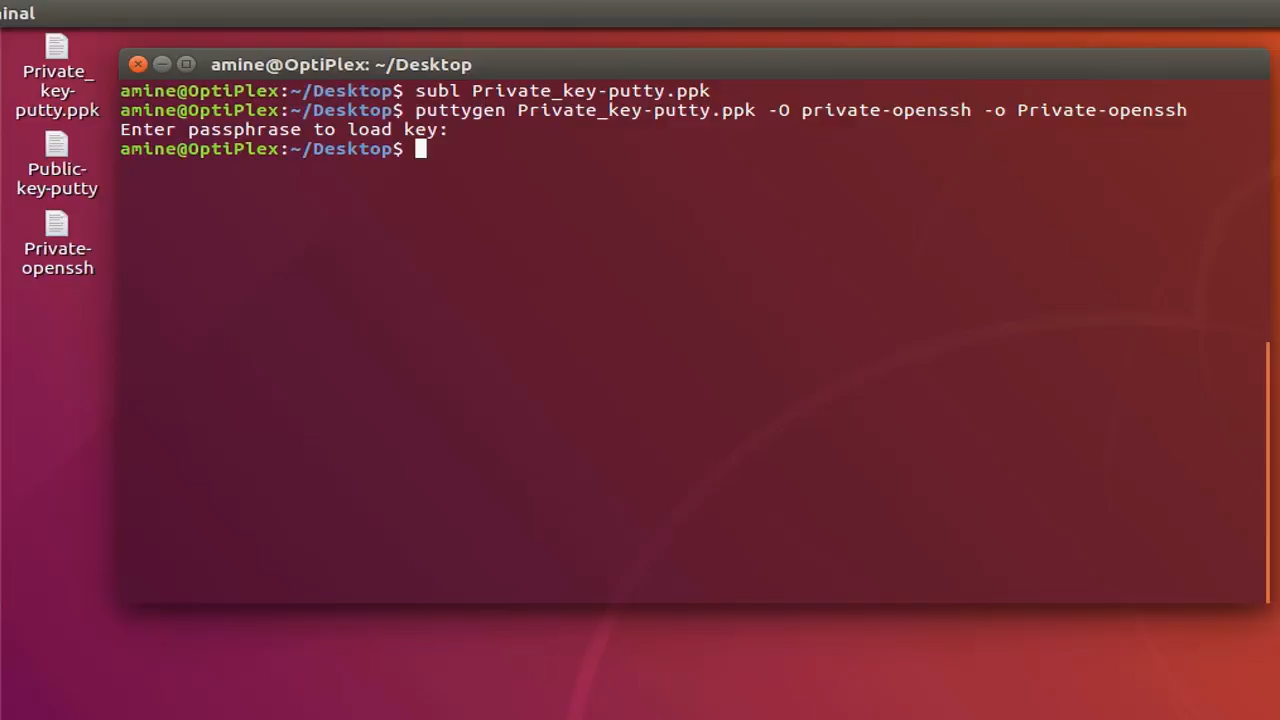 inal
Private_
key-
putty.ppk
Public-
key-putty
Private-
openssh
amine@OptiPlex: ~/Desktop
amine@OptiPlex:~/Desktop$ subl Private_key-putty.ppk
amine@OptiPlex:~/Desktop$ puttygen Private_key-putty.ppk -O private-openssh -o Private-openssh
Enter passphrase to load key:
amine@OptiPlex:~/Desktop$